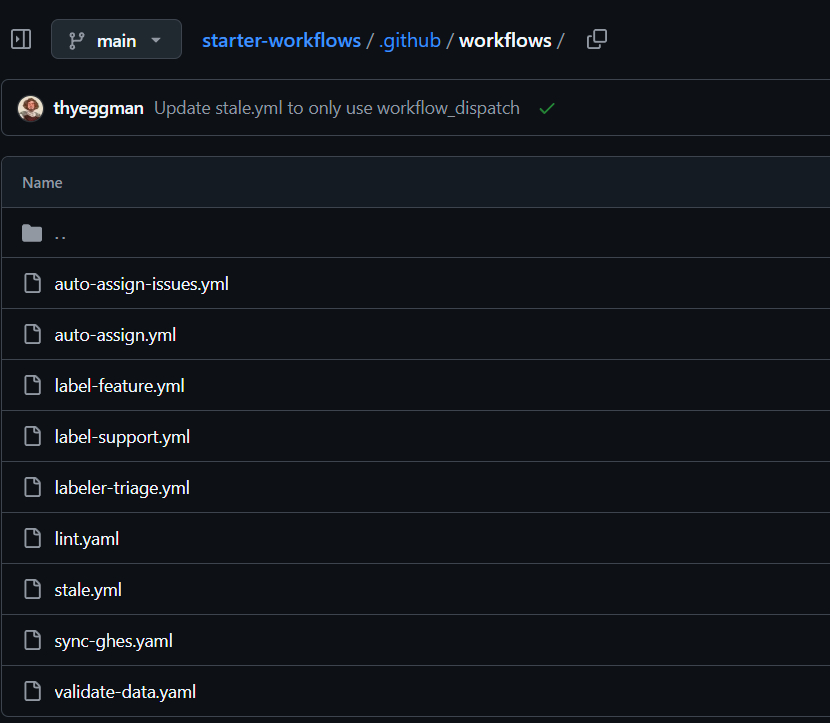 main starter-workflows / .github / workflows /
thyeggman Update stale.yml to only use workflow_dispatch
Name
..
auto-assign-issues.yml
auto-assign.yml
label-feature.yml
label-support.yml
labeler-triage.yml
lint.yaml
stale.yml
sync-ghes.yaml
validate-data.yaml